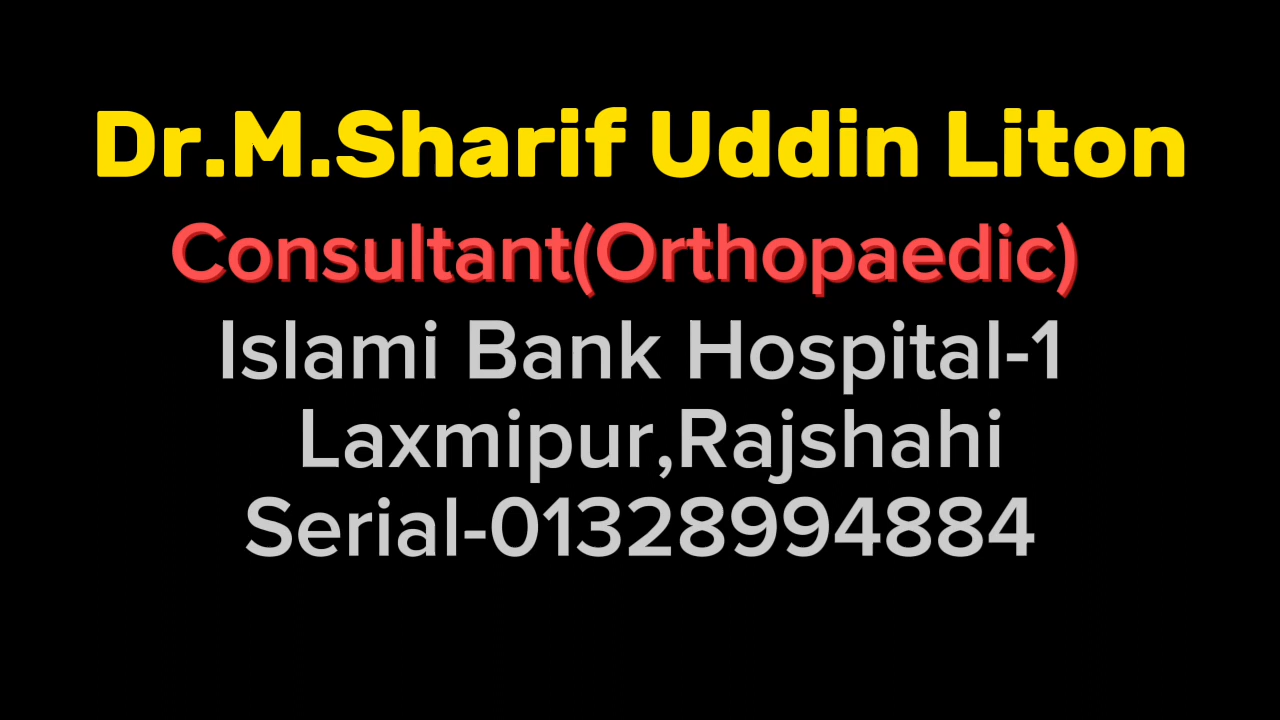 Dr.M.Sharif Uddin Liton
Consultant(Orthopaedic)
Islami Bank Hospital-1
Laxmipur,Rajshahi
Serial-01328994884